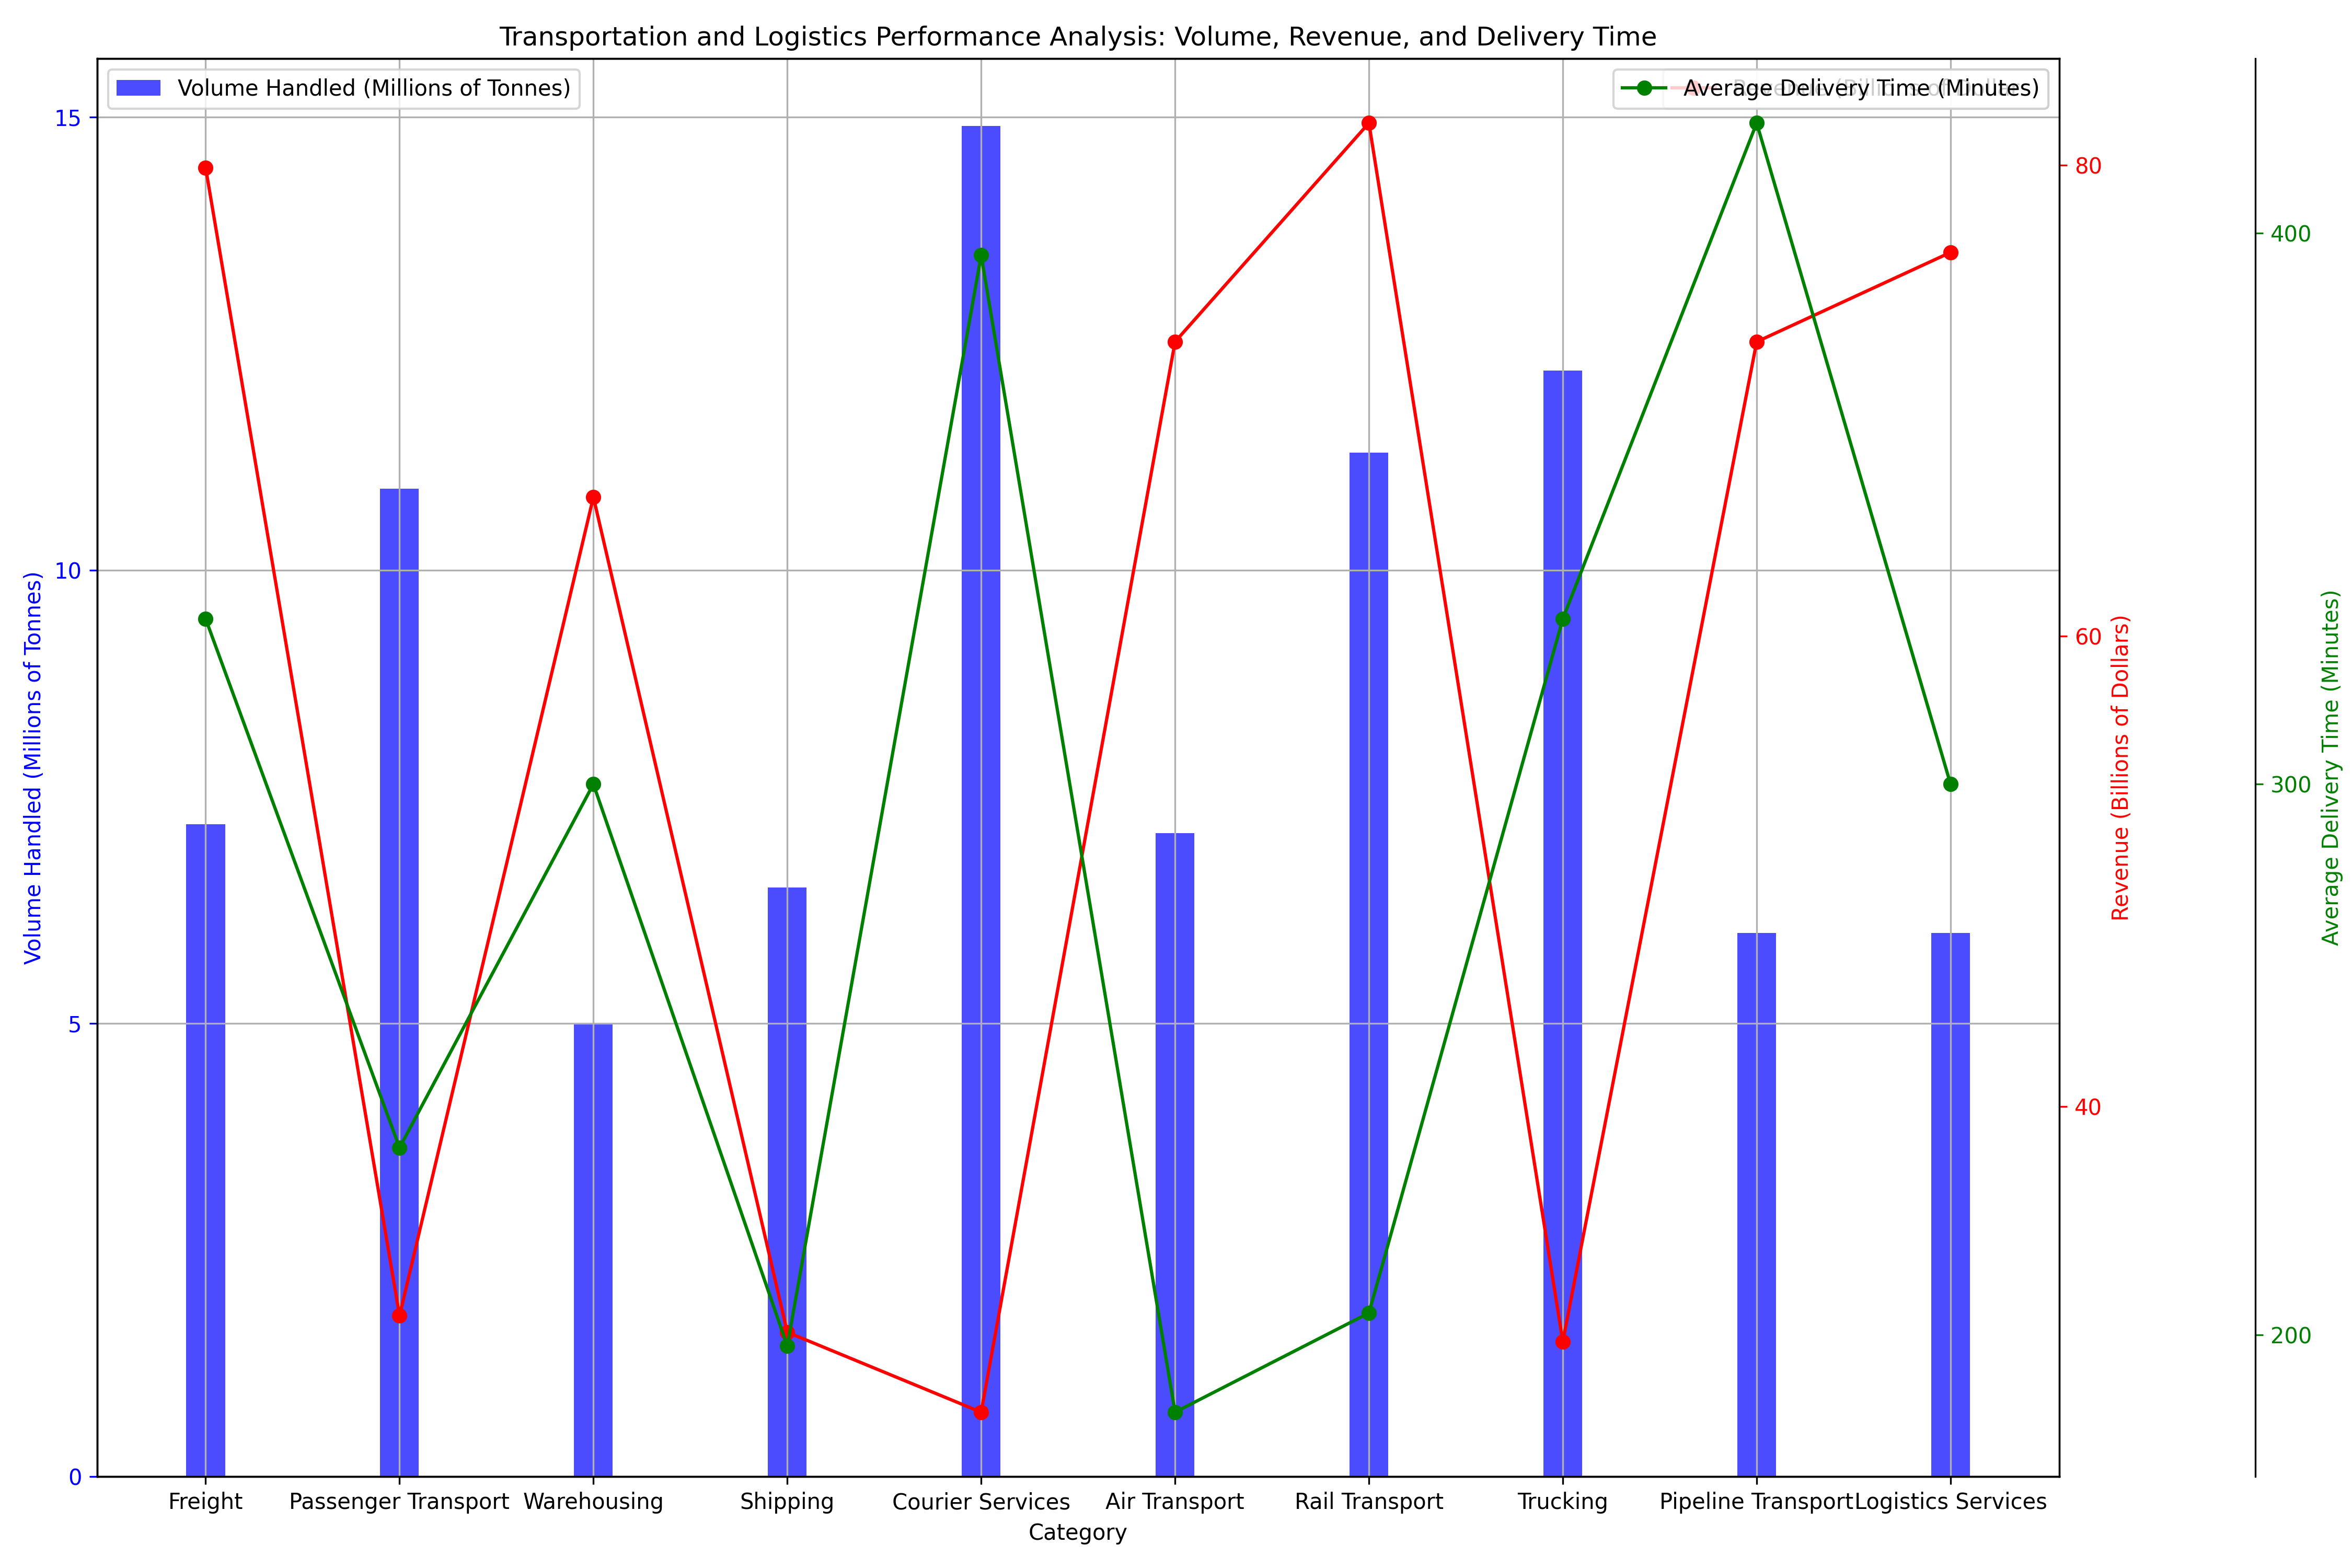 Transportation and Logistics Performance Analysis: Volume, Revenue, and Delivery Time
Volume Handled (Millions of Tonnes)
Average Delivery Time (Minutes)
15
10
5
0
Volume Handled (Millions of Tonnes)
80
60
40
Revenue (Billions of Dollars)
400
300
200
Average Delivery Time (Minutes)
Freight
Passenger Transport
Warehousing
Shipping
Courier Services
Air Transport
Rail Transport
Trucking
Pipeline Transport
Logistics Services
Category